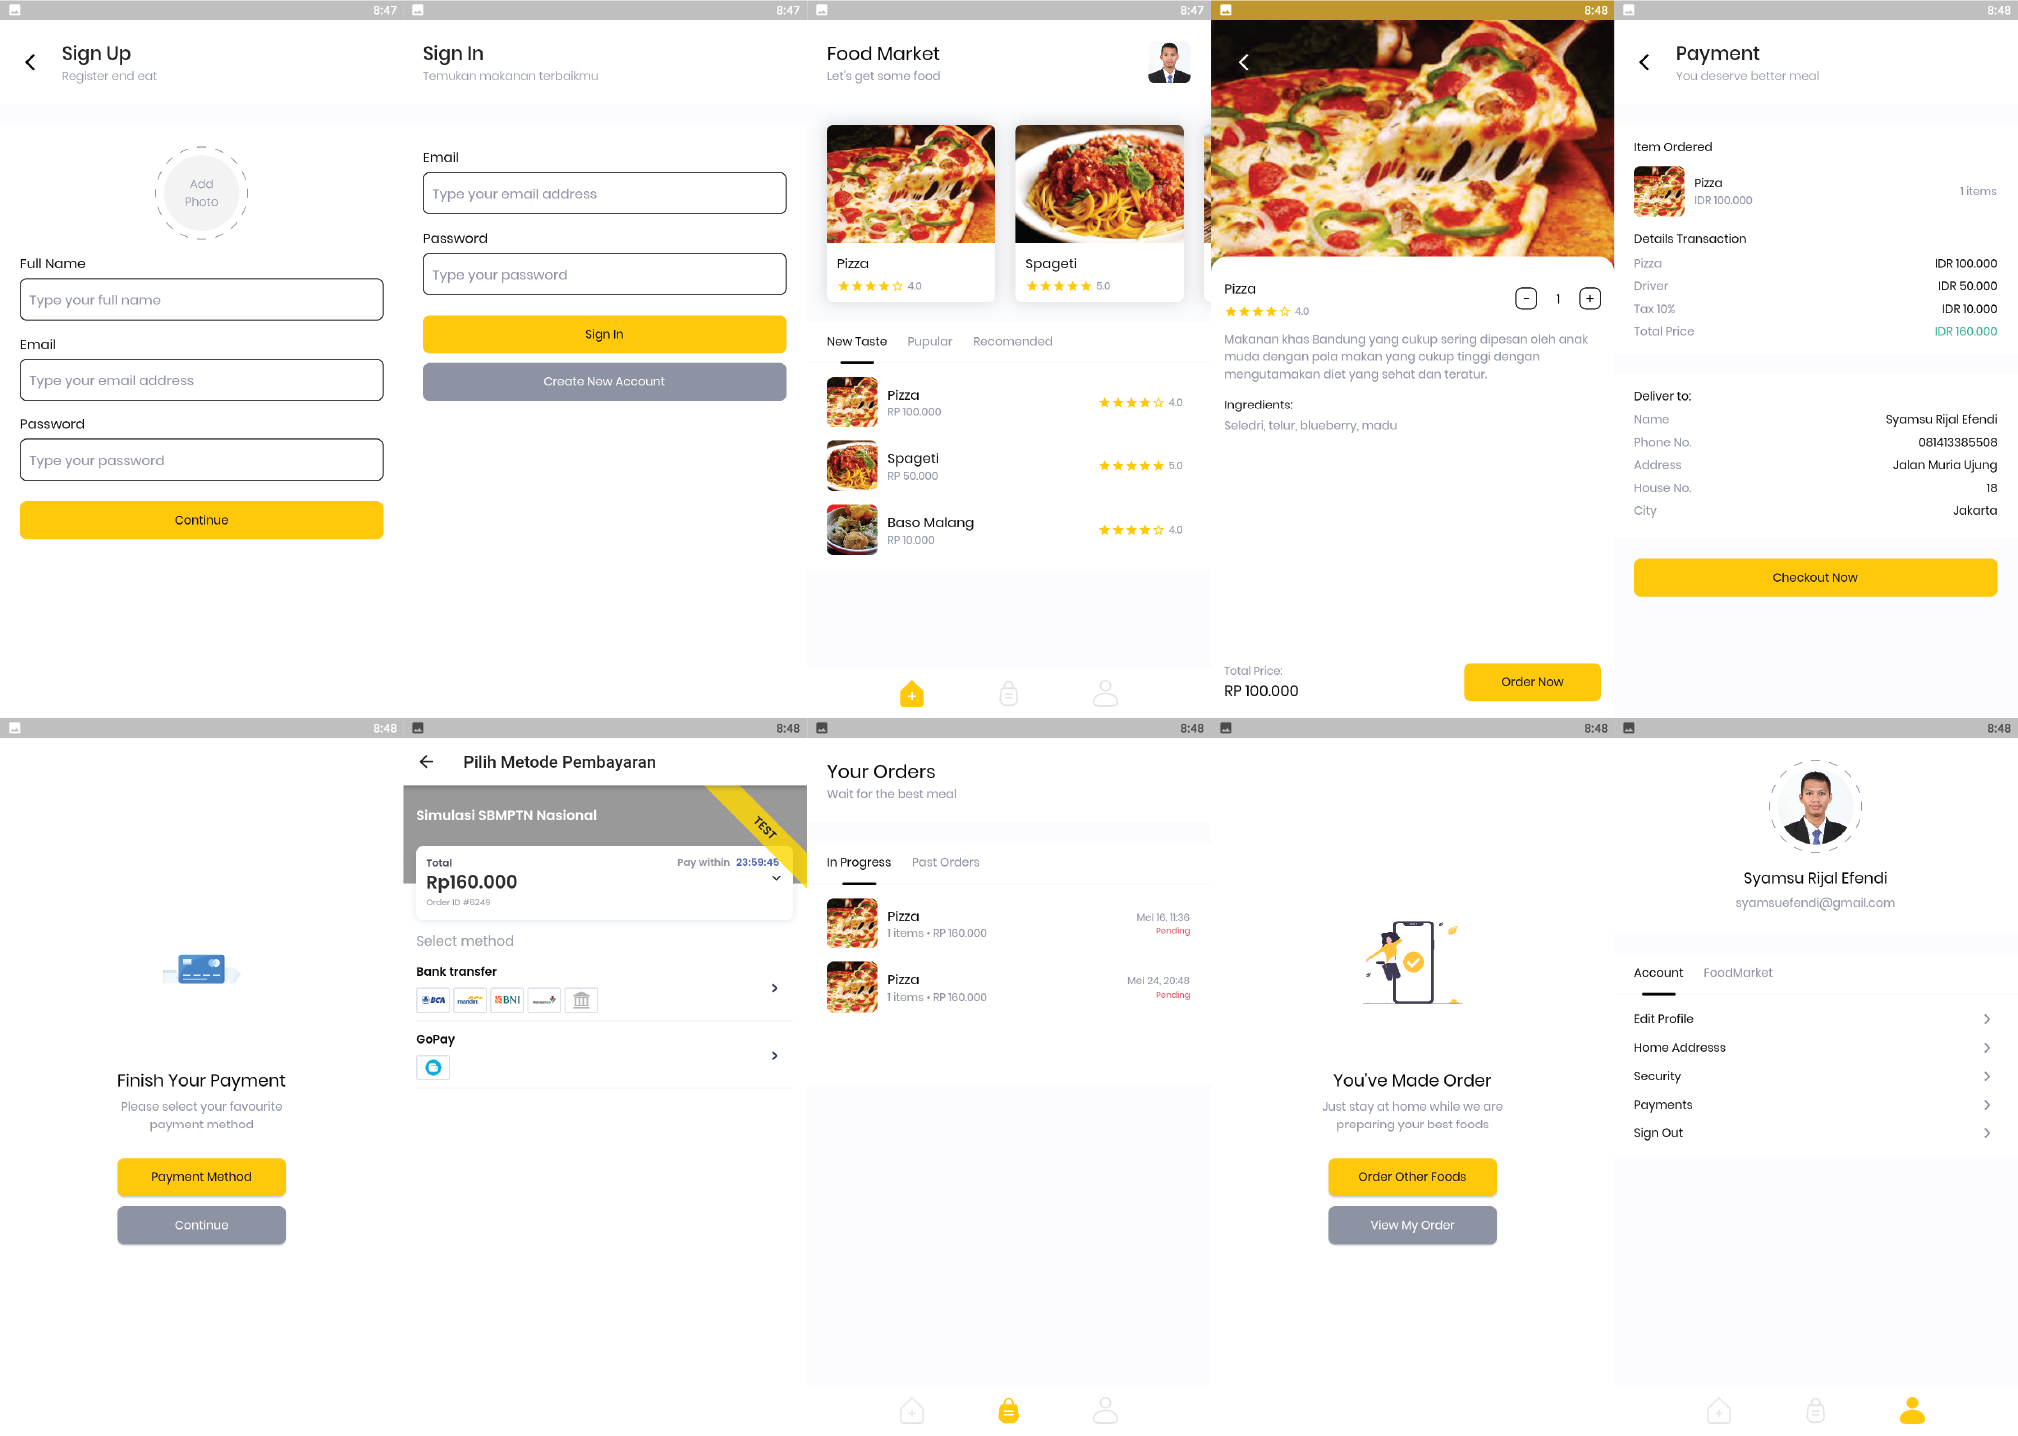 8:47
Sign Up
Register end eat
Add
Photo
Full Name
Type your full name
Email
Type your email address
Password
Type your password
Continue
8:47
Sign In
Temukan makanan terbaikmu
Email
Type your email address
Password
Type your password
Sign In
Create New Account
8:47
Food Market
Let's get some food
Pizza
4.0
Spageti
5.0
New Taste Pupular Recomended
Pizza
RP 100.000
4.0
Spageti
RP 50.000
5.0
Baso Malang
RP 10.000
4.0
8:48
Pizza
4.0
- 1 +
Makanan khas Bandung yang cukup sering dipesan oleh anak
muda dengan pola makan yang cukup tinggi dengan
mengutamakan diet yang sehat dan teratur.
Ingredients:
Seledri, telur, blueberry, madu
Total Price:
RP 100.000
Order Now
8:48
Payment
You deserve better meal
Item Ordered
Pizza
IDR 100.000
1 items
Details Transaction
Pizza IDR 100.000
Driver IDR 50.000
Tax 10% IDR 10.000
Total Price IDR 160.000
Deliver to:
Name Syamsu Rijal Efendi
Phone No. 081413385508
Address Jalan Muria Ujung
House No. 18
City Jakarta
Checkout Now
8:48
Finish Your Payment
Please select your favourite
payment method
Payment Method
Continue
8:48
Pilih Metode Pembayaran
Simulasi SBMPTN Nasional
TEST
Total Pay within 23:59:45
Rp160.000
Order ID #6249
Select method
Bank transfer
BCA mandiri BNI
GoPay
8:48
Your Orders
Wait for the best meal
In Progress Past Orders
Pizza
1 items • RP 160.000
Mei 16, 11:36
Pending
Pizza
1 items • RP 160.000
Mei 24, 20:48
Pending
8:48
You've Made Order
Just stay at home while we are
preparing your best foods
Order Other Foods
View My Order
8:48
Syamsu Rijal Efendi
syamsuefendi@gmail.com
Account FoodMarket
Edit Profile
Home Addresss
Security
Payments
Sign Out